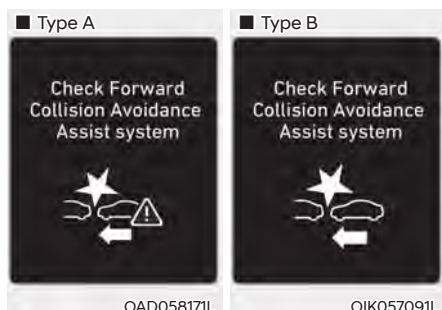 ■ Type A
Check Forward
Collision Avoidance
Assist system
OAD058171L
■ Type B
Check Forward
Collision Avoidance
Assist system
OIK057091L